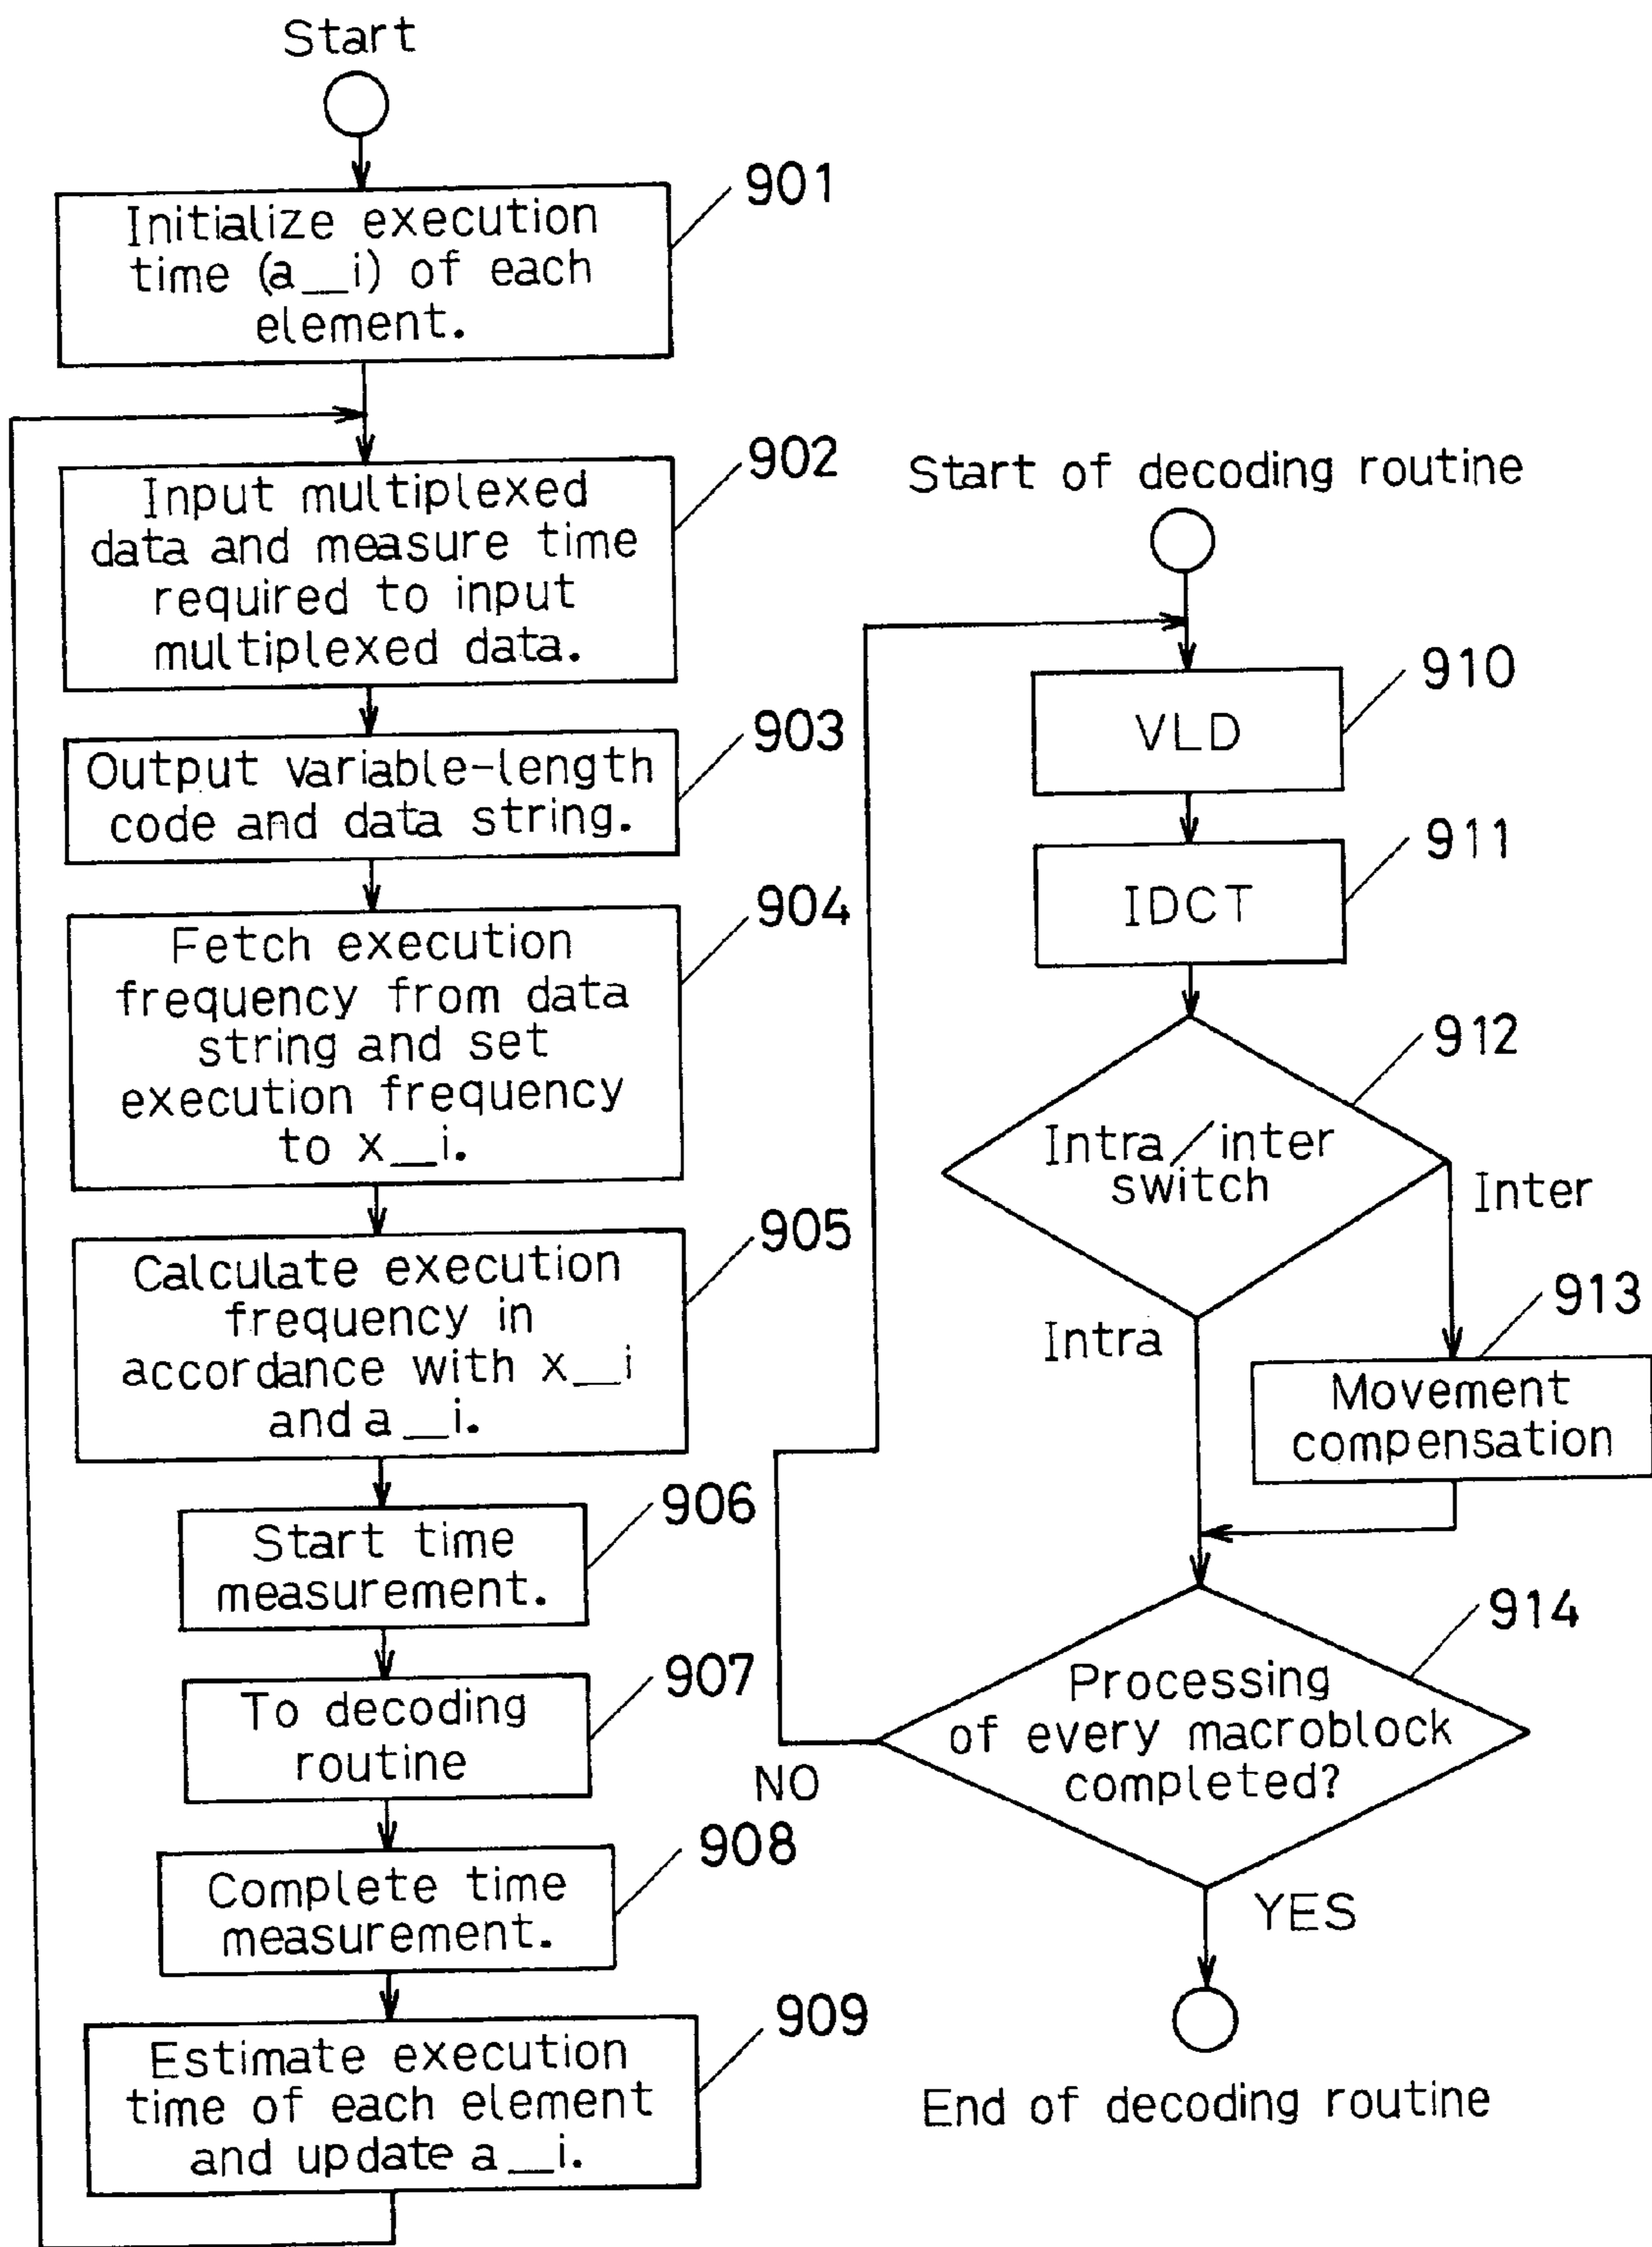 Start
901
Initialize execution
time (a__i) of each
element.
902
Input multiplexed
data and measure time
required to input
multiplexed data.
903
Output variable-length
code and data string.
904
Fetch execution
frequency from data
string and set
execution frequency
to x__i.
905
Calculate execution
frequency in
accordance with x__i
and a__i.
906
Start time
measurement.
907
To decoding
routine
908
Complete time
measurement.
909
Estimate execution
time of each element
and update a__i.
Start of decoding routine
910
VLD
911
IDCT
912
Intra/inter
switch
Inter
Intra
913
Movement
compensation
914
Processing
of every macroblock
completed?
NO
YES
End of decoding routine